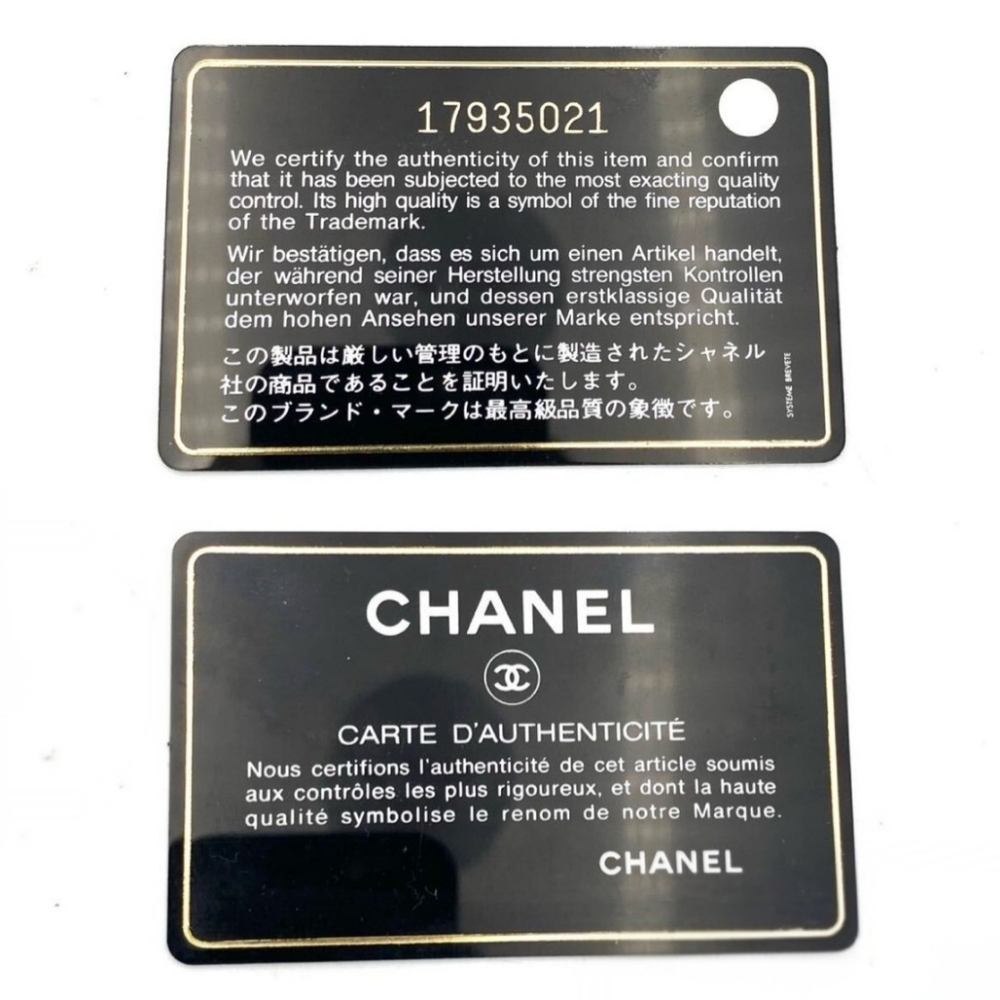 17935021
We certify the authenticity of this item and confirm
that it has been subjected to the most exacting quality
control. Its high quality is a symbol of the fine reputation
of the Trademark.
Wir bestätigen, dass es sich um einen Artikel handelt,
der während seiner Herstellung strengsten Kontrollen
unterworfen war, und dessen erstklassige Qualität
dem hohen Ansehen unserer Marke entspricht.
この製品は厳しい管理のもとに製造されたシャネル
社の商品であることを証明いたします。
このブランド・マークは最高級品質の象徴です。
SYSTEME BREVETE
CHANEL
CARTE D'AUTHENTICITÉ
Nous certifions l'authenticité de cet article soumis
aux contrôles les plus rigoureux, et dont la haute
qualité symbolise le renom de notre Marque.
CHANEL